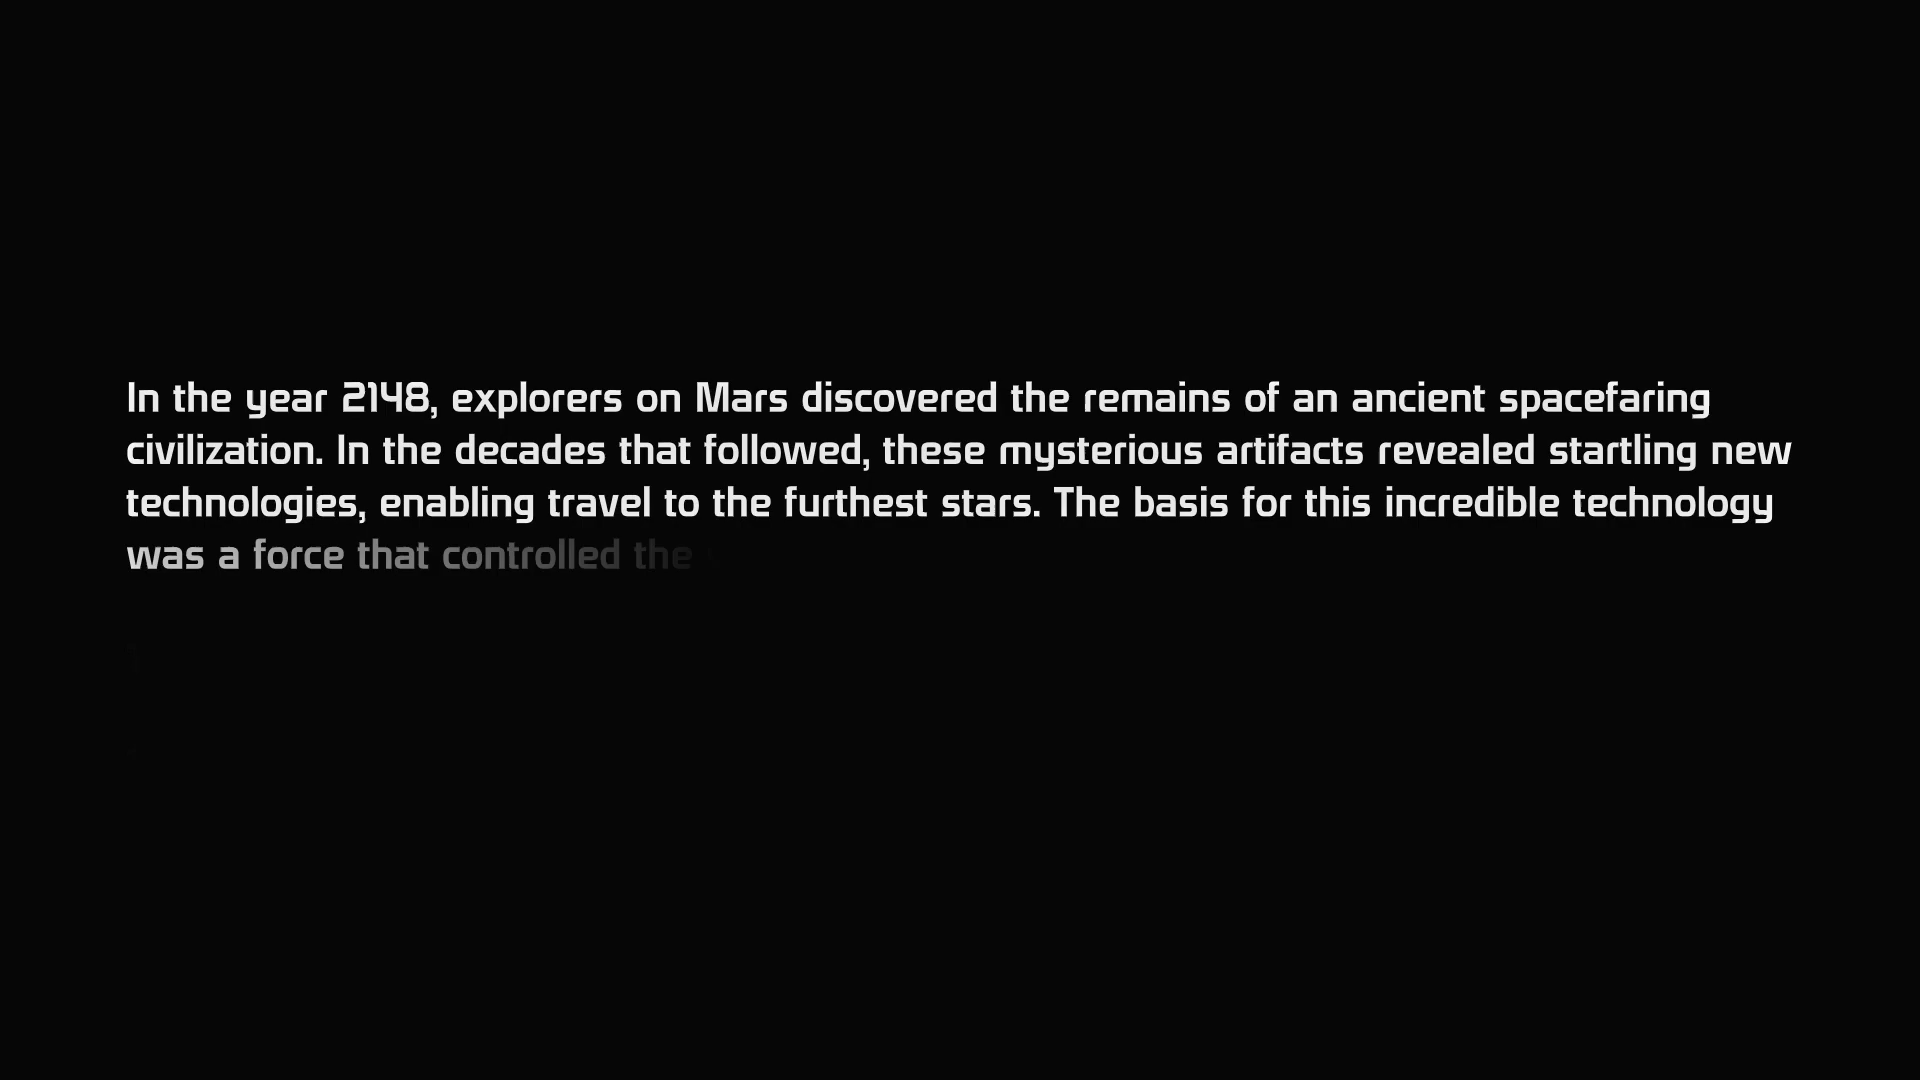 In the year 2148, explorers on Mars discovered the remains of an ancient spacefaring
civilization. In the decades that followed, these mysterious artifacts revealed startling new
technologies, enabling travel to the furthest stars. The basis for this incredible technology
was a force that controlled the